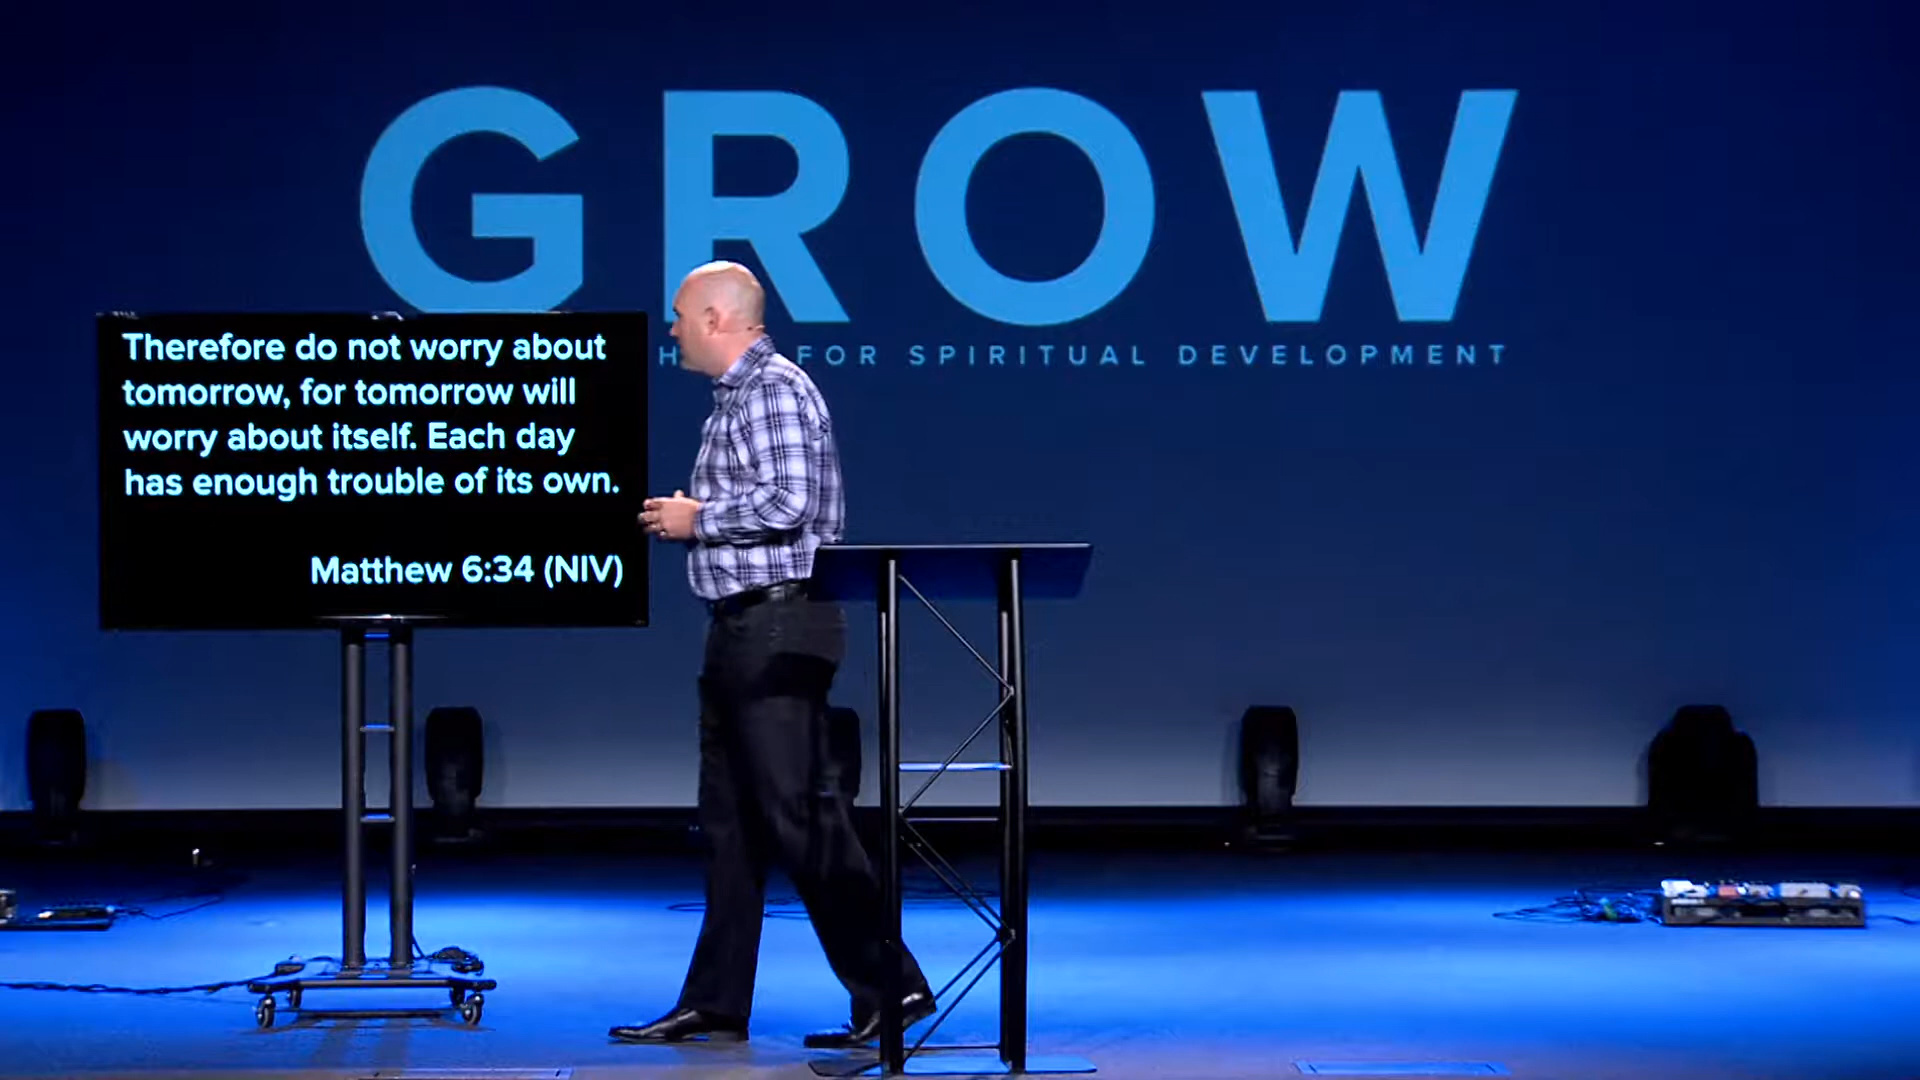 GROW
FOR SPIRITUAL DEVELOPMENT
Therefore do not worry about
tomorrow, for tomorrow will
worry about itself. Each day
has enough trouble of its own.
Matthew 6:34 (NIV)